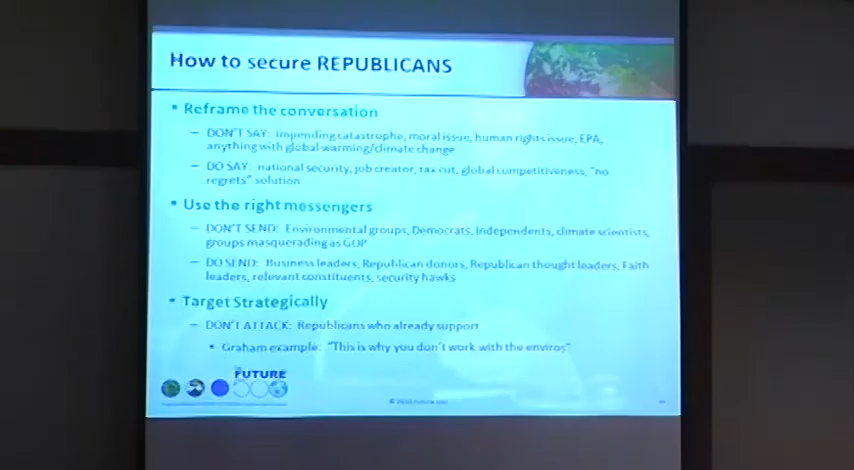 How to secure REPUBLICANS
• Reframe the conversation
– DON'T SAY: impending catastrophe, moral issue, human rights issue, EPA,
anything with global warming/climate change
– DO SAY: national security, job creator, tax cut, global competitiveness, "no
regrets" solution
• Use the right messengers
– DON'T SEND: Environmental groups, Democrats, Independents, climate scientists,
groups masquerading as GOP
– DO SEND: Business leaders, Republican donors, Republican thought leaders, Faith
leaders, relevant constituents, security hawks
• Target Strategically
– DON'T ATTACK: Republicans who already support
• Graham example: "This is why you don't work with the enviros"
FUTURE
©